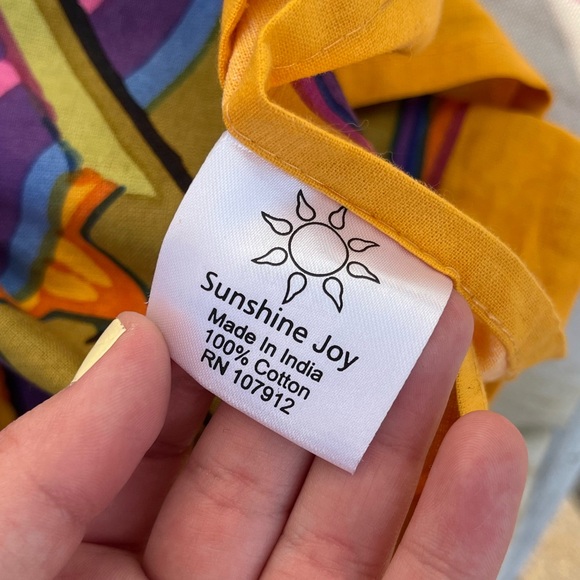 Sunshine Joy
Made In India
100% Cotton
RN 107912